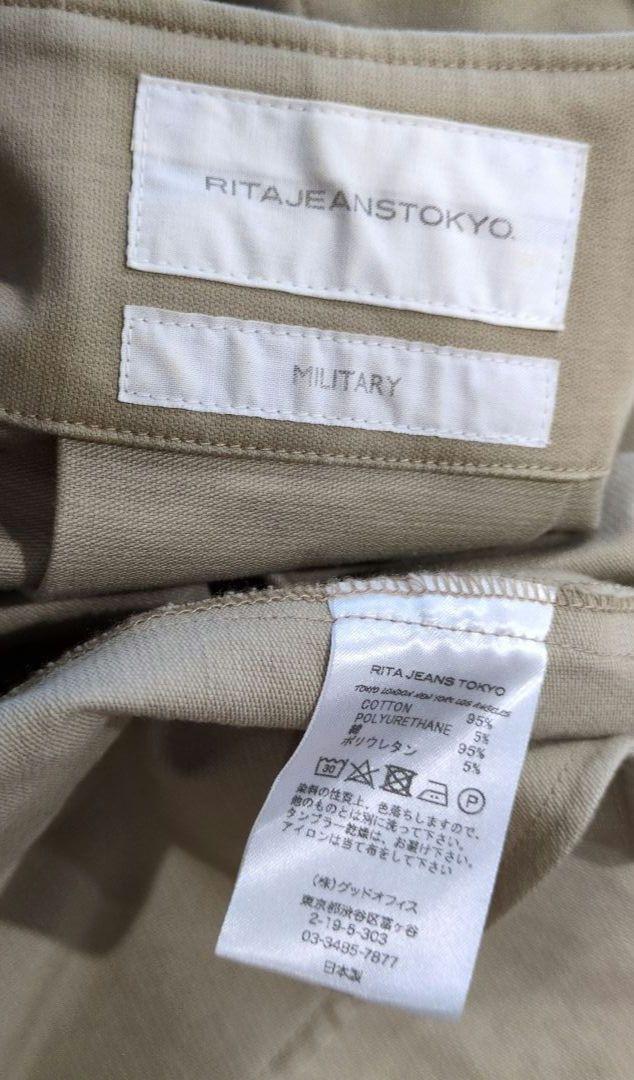 RITAJEANSTOKYO.
MILITARY
RITA JEANS TOKYO
TOKYO LONDON NEW YORK LOS ANGELES
COTTON 95%
POLYURETHANE 5%
綿 95%
ポリウレタン 5%
30 P
染料の性質上、色落ちしますので、
他のものとは別に洗って下さい。
タンブラー乾燥は、お避け下さい。
アイロンは当て布をして下さい
(株)グッドオフィス
東京都渋谷区富ヶ谷
2-19-5-303
03-3485-7877
日本製